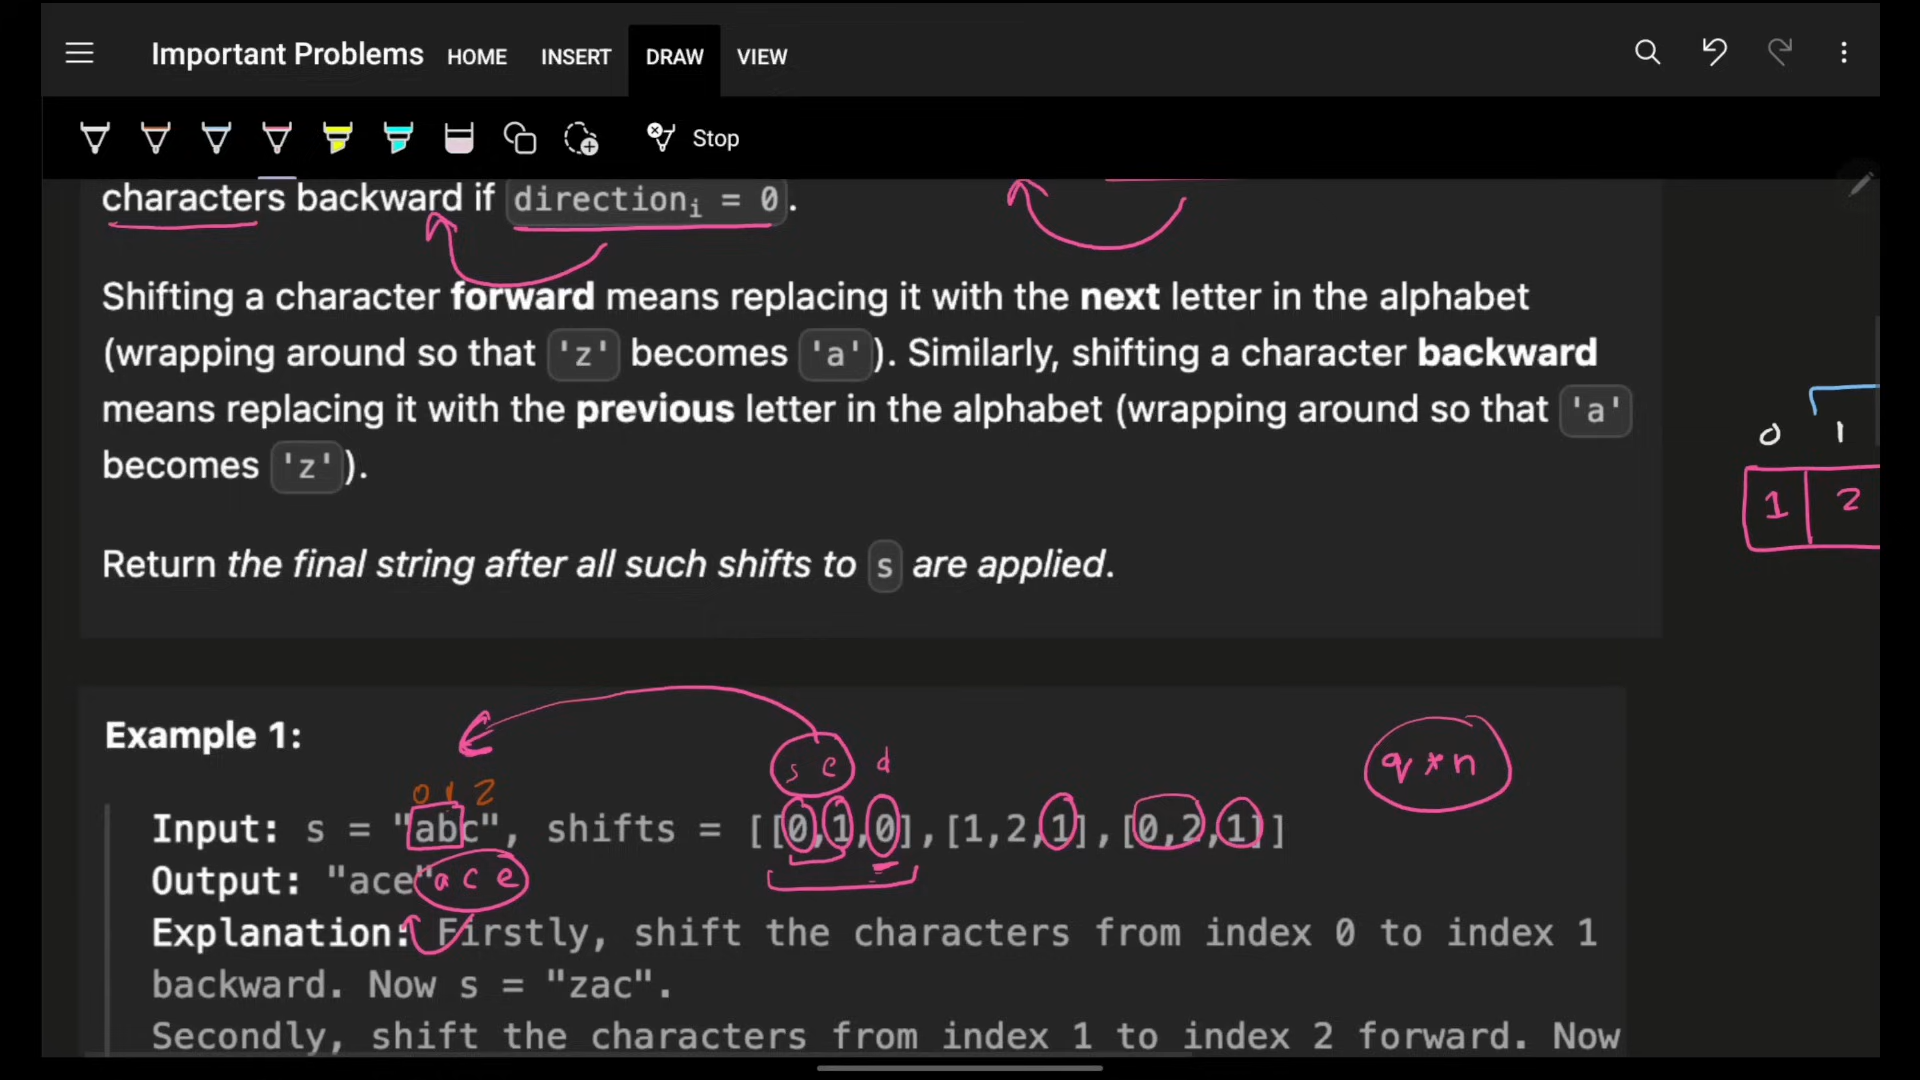 Important Problems HOME INSERT DRAW VIEW
Stop
characters backward if directioni = 0.
Shifting a character forward means replacing it with the next letter in the alphabet
(wrapping around so that 'z' becomes 'a'). Similarly, shifting a character backward
means replacing it with the previous letter in the alphabet (wrapping around so that 'a'
becomes 'z').
0 1
1 2
Return the final string after all such shifts to s are applied.
Example 1:
s e d
q * n
0 1 2
Input: s = "abc", shifts = [[0,1,0],[1,2,1],[0,2,1]]
Output: "ace" a c e
Explanation: Firstly, shift the characters from index 0 to index 1
backward. Now s = "zac".
Secondly, shift the characters from index 1 to index 2 forward. Now